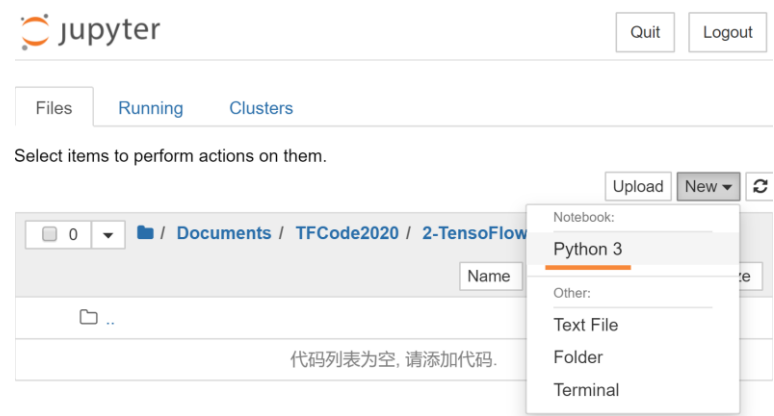 jupyter
Quit Logout
Files Running Clusters
Select items to perform actions on them.
Upload New
0 / Documents / TFCode2020 / 2-TensoFlow
Notebook:
Python 3
Name
Other:
..
Text File
代码列表为空, 请添加代码.
Folder
Terminal